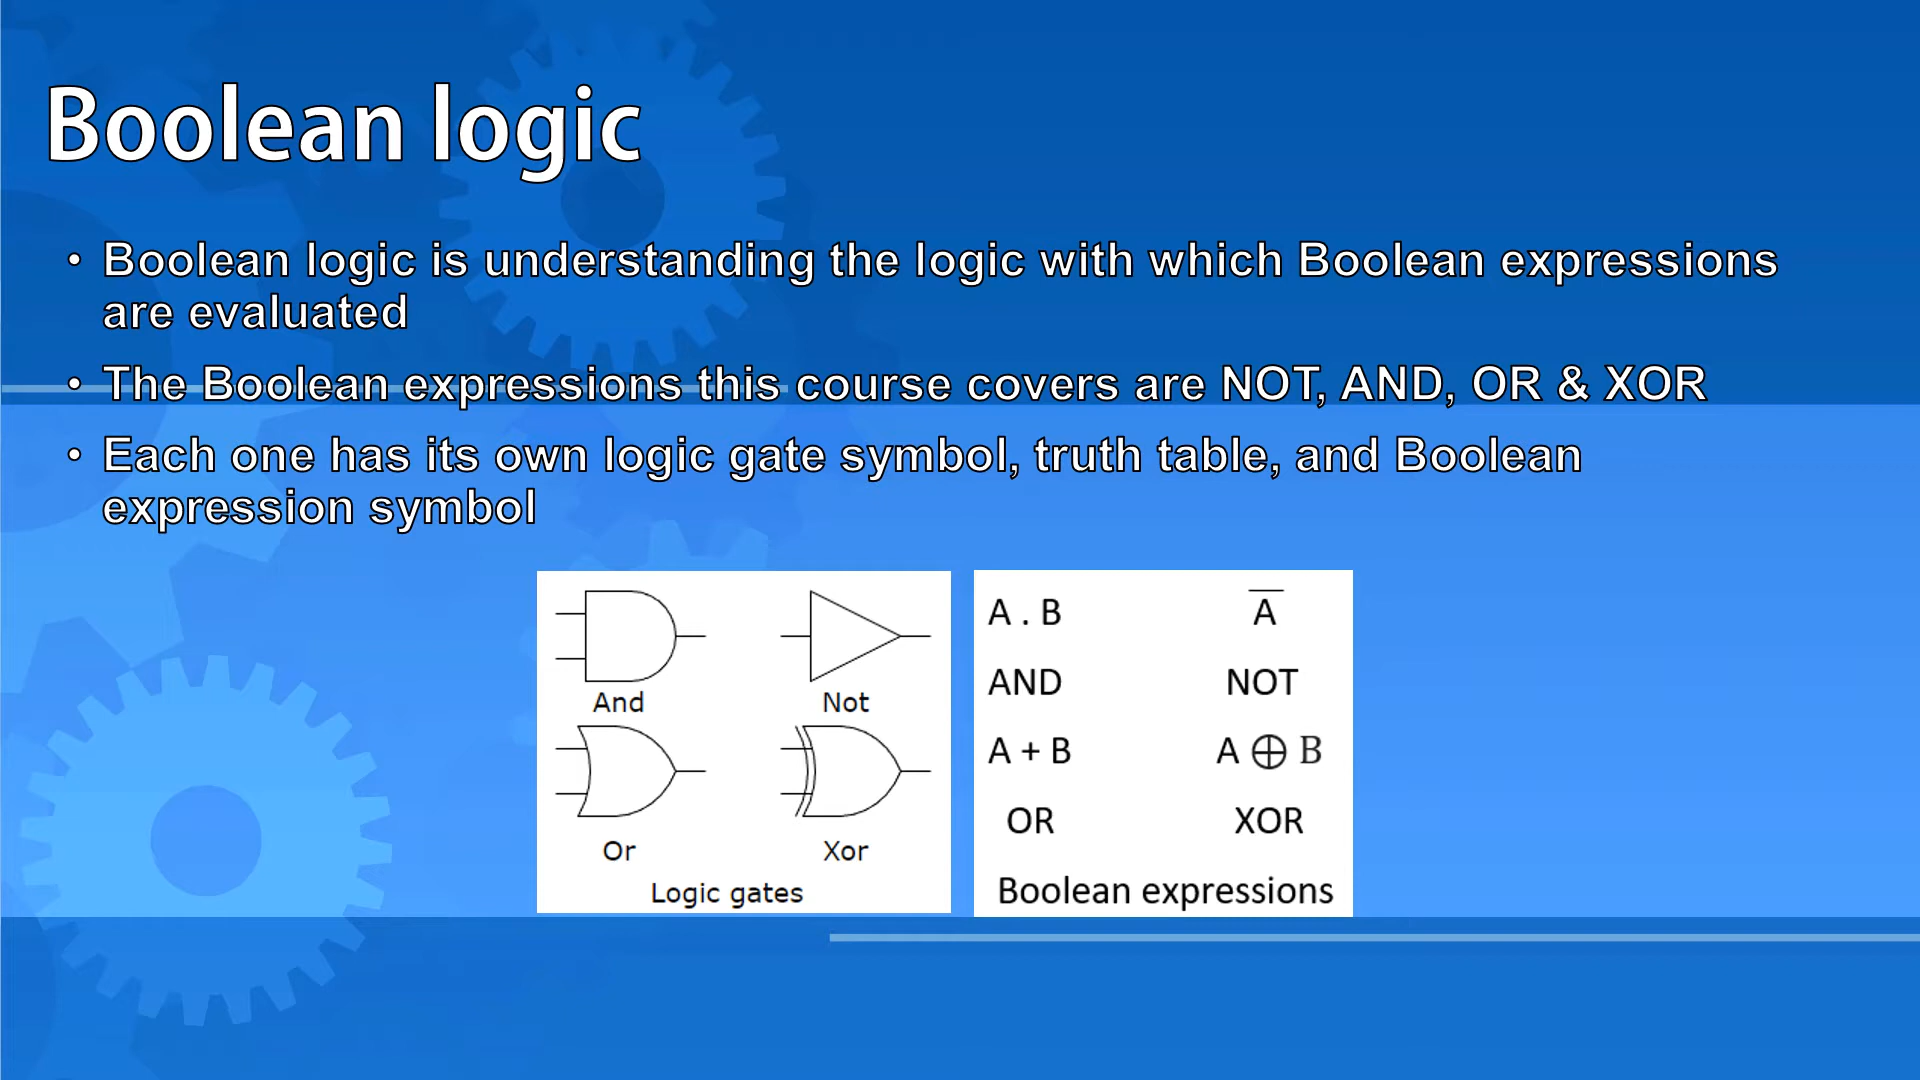 Boolean logic
• Boolean logic is understanding the logic with which Boolean expressions
are evaluated
• The Boolean expressions this course covers are NOT, AND, OR & XOR
• Each one has its own logic gate symbol, truth table, and Boolean
expression symbol
And Not
Or Xor
Logic gates
A . B A̅
AND NOT
A + B A ⊕ B
OR XOR
Boolean expressions